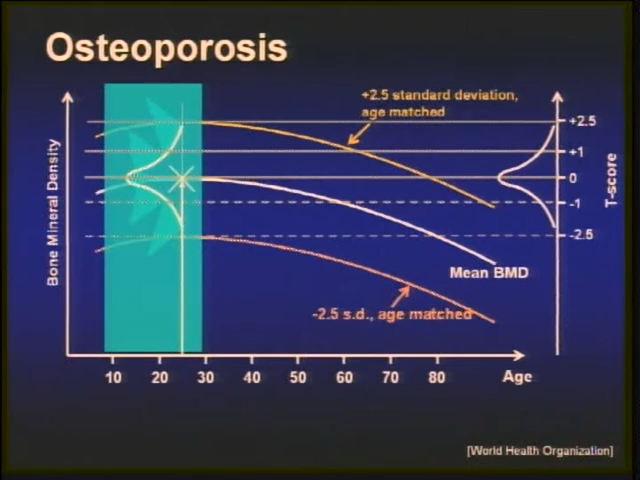 Osteoporosis
+2.5 standard deviation,
age matched
+2.5
+1
0
-1
-2.5
Bone Mineral Density
T-score
Mean BMD
-2.5 s.d., age matched
10 20 30 40 50 60 70 80 Age
[World Health Organization]